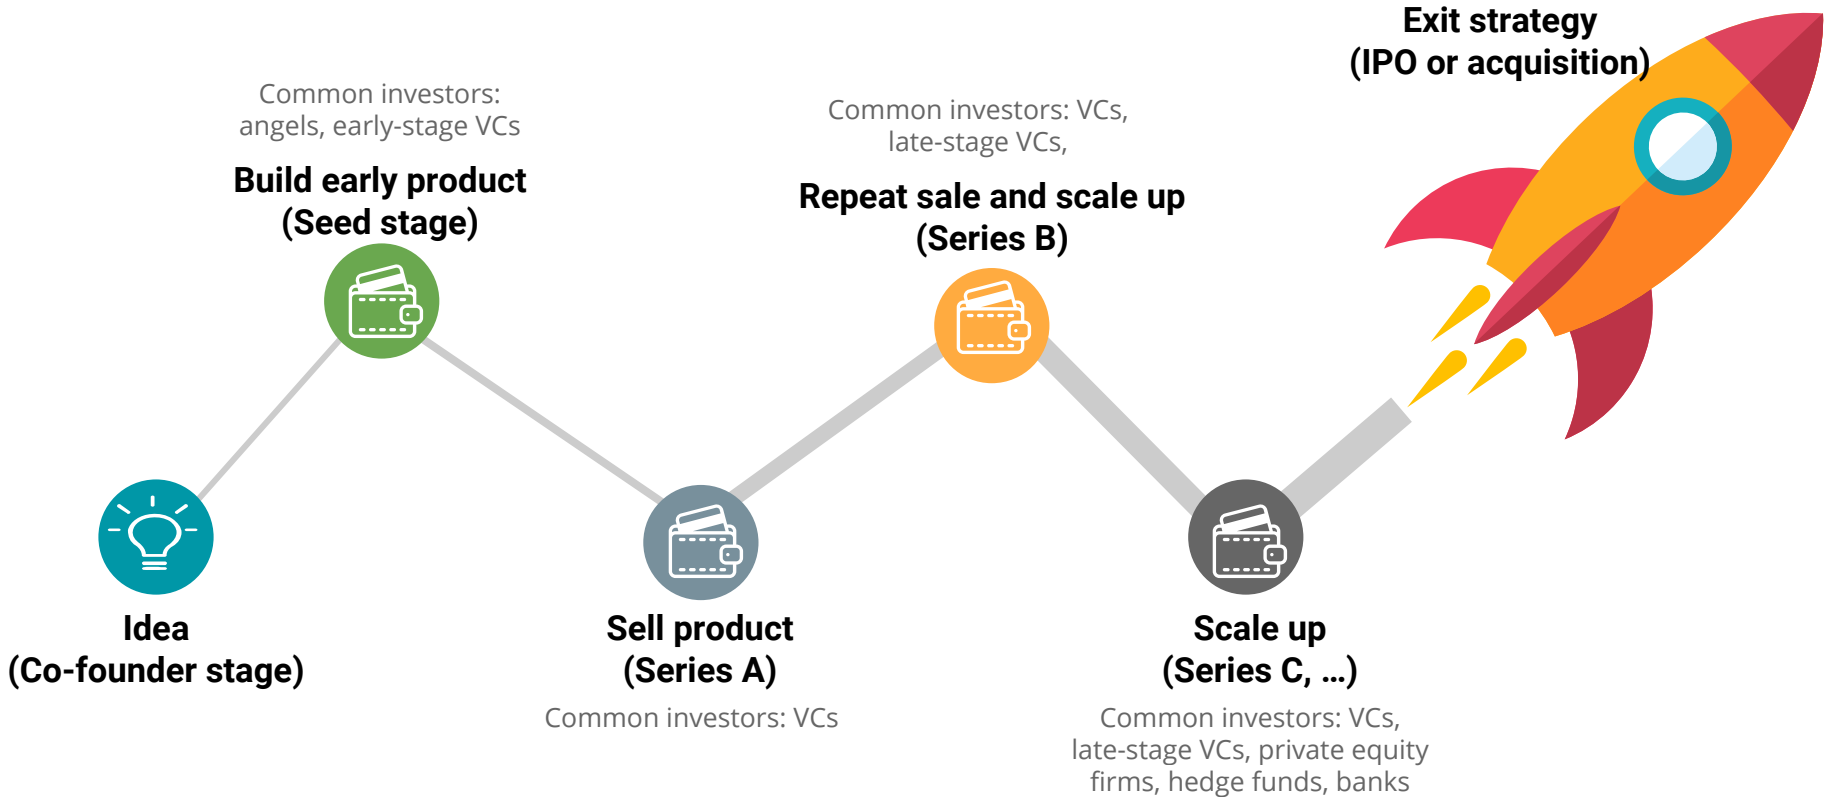 Exit strategy
(IPO or acquisition)
Common investors:
angels, early-stage VCs
Build early product
(Seed stage)
Common investors: VCs,
late-stage VCs,
Repeat sale and scale up
(Series B)
Idea
(Co-founder stage)
Sell product
(Series A)
Common investors: VCs
Scale up
(Series C, ...)
Common investors: VCs,
late-stage VCs, private equity
firms, hedge funds, banks